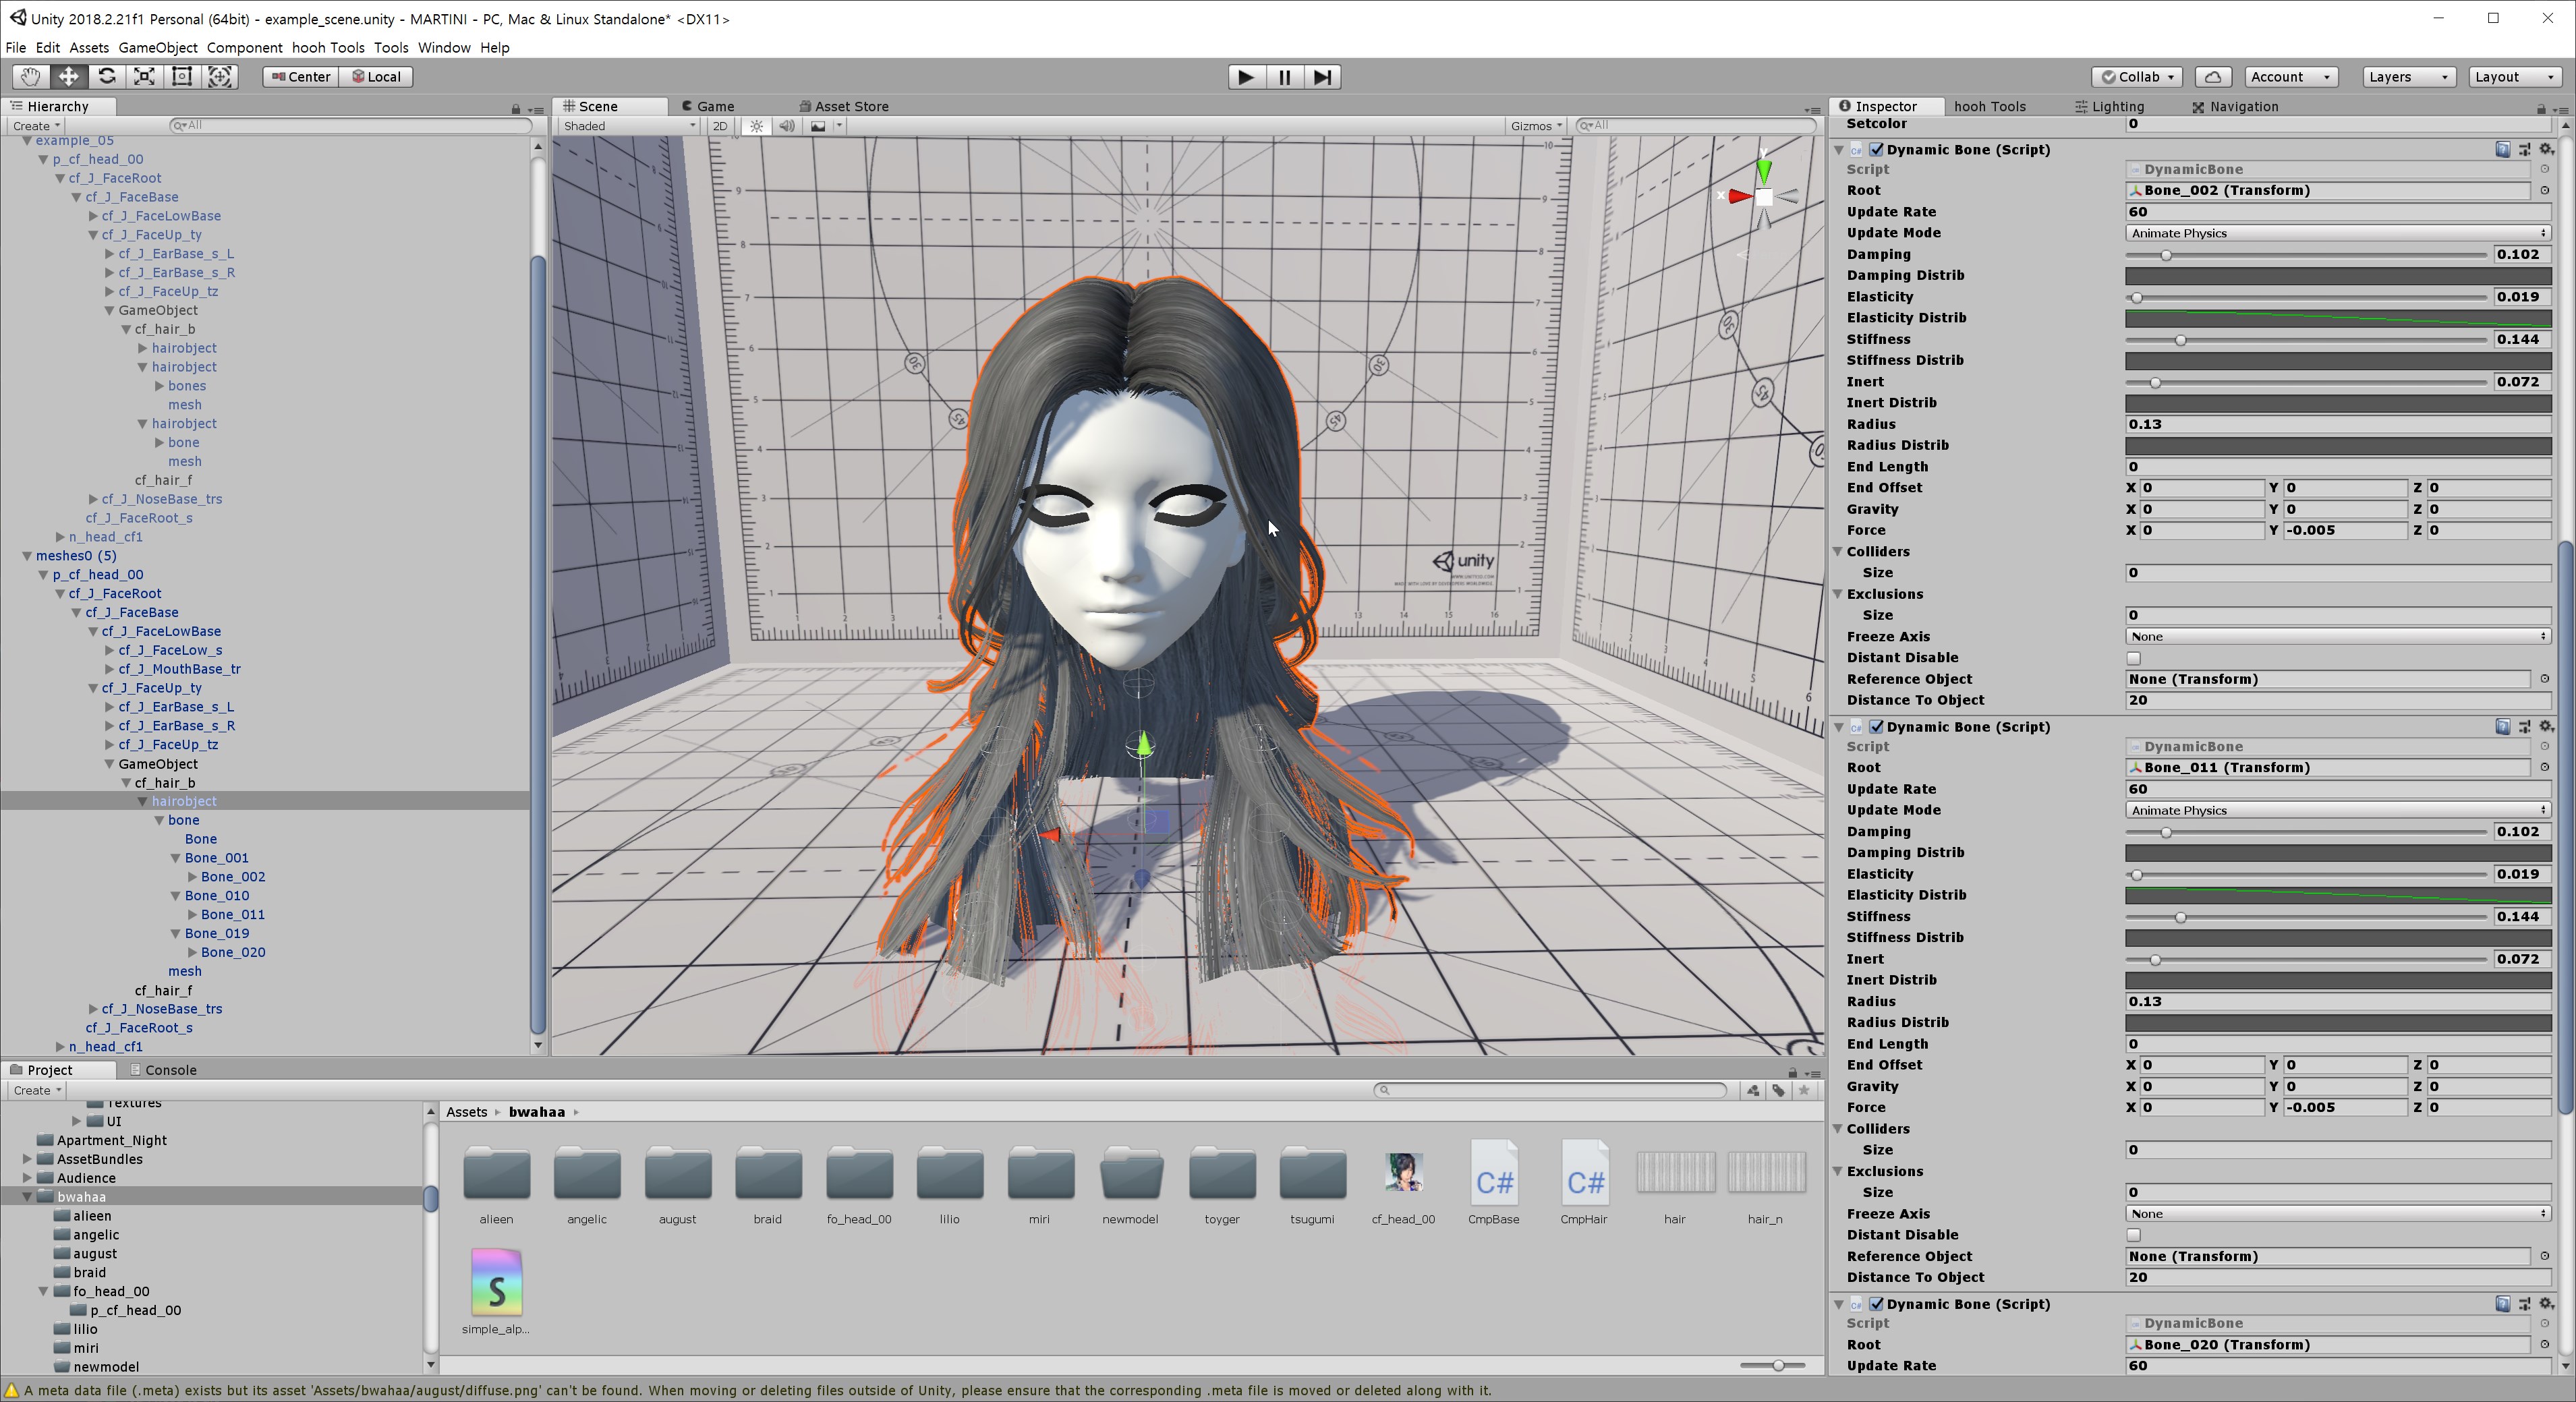 Unity 2018.2.21f1 Personal (64bit) - example_scene.unity - MARTINI - PC, Mac & Linux Standalone* <DX11>
File Edit Assets GameObject Component hooh Tools Tools Window Help
Center Local Collab Account Layers Layout
Hierarchy
Create All
example_05
p_cf_head_00
cf_J_FaceRoot
cf_J_FaceBase
cf_J_FaceLowBase
cf_J_FaceUp_ty
cf_J_EarBase_s_L
cf_J_EarBase_s_R
cf_J_FaceUp_tz
GameObject
cf_hair_b
hairobject
hairobject
bones
mesh
hairobject
bone
mesh
cf_hair_f
cf_J_NoseBase_trs
cf_J_FaceRoot_s
n_head_cf1
meshes0 (5)
p_cf_head_00
cf_J_FaceRoot
cf_J_FaceBase
cf_J_FaceLowBase
cf_J_FaceLow_s
cf_J_MouthBase_tr
cf_J_FaceUp_ty
cf_J_EarBase_s_L
cf_J_EarBase_s_R
cf_J_FaceUp_tz
GameObject
cf_hair_b
hairobject
bone
Bone
Bone_001
Bone_002
Bone_010
Bone_011
Bone_019
Bone_020
mesh
cf_hair_f
cf_J_NoseBase_trs
cf_J_FaceRoot_s
n_head_cf1
Scene Game Asset Store
Shaded 2D Gizmos All
unity
Inspector hooh Tools Lighting Navigation
Setcolor 0
Dynamic Bone (Script)
Script DynamicBone
Root Bone_002 (Transform)
Update Rate 60
Update Mode Animate Physics
Damping 0.102
Damping Distrib
Elasticity 0.019
Elasticity Distrib
Stiffness 0.144
Stiffness Distrib
Inert 0.072
Inert Distrib
Radius 0.13
Radius Distrib
End Length 0
End Offset X 0 Y 0 Z 0
Gravity X 0 Y 0 Z 0
Force X 0 Y -0.005 Z 0
Colliders
Size 0
Exclusions
Size 0
Freeze Axis None
Distant Disable
Reference Object None (Transform)
Distance To Object 20
Dynamic Bone (Script)
Script DynamicBone
Root Bone_011 (Transform)
Update Rate 60
Update Mode Animate Physics
Damping 0.102
Damping Distrib
Elasticity 0.019
Elasticity Distrib
Stiffness 0.144
Stiffness Distrib
Inert 0.072
Inert Distrib
Radius 0.13
Radius Distrib
End Length 0
End Offset X 0 Y 0 Z 0
Gravity X 0 Y 0 Z 0
Force X 0 Y -0.005 Z 0
Colliders
Size 0
Exclusions
Size 0
Freeze Axis None
Distant Disable
Reference Object None (Transform)
Distance To Object 20
Dynamic Bone (Script)
Script DynamicBone
Root Bone_020 (Transform)
Update Rate 60
Project Console
Create
Textures
UI
Apartment_Night
AssetBundles
Audience
bwahaa
alieen
angelic
august
braid
fo_head_00
p_cf_head_00
lilio
miri
newmodel
Assets bwahaa
C# C#
alieen angelic august braid fo_head_00 lilio miri newmodel toyger tsugumi cf_head_00 CmpBase CmpHair hair hair_n
S
simple_alp...
A meta data file (.meta) exists but its asset 'Assets/bwahaa/august/diffuse.png' can't be found. When moving or deleting files outside of Unity, please ensure that the corresponding .meta file is moved or deleted along with it.